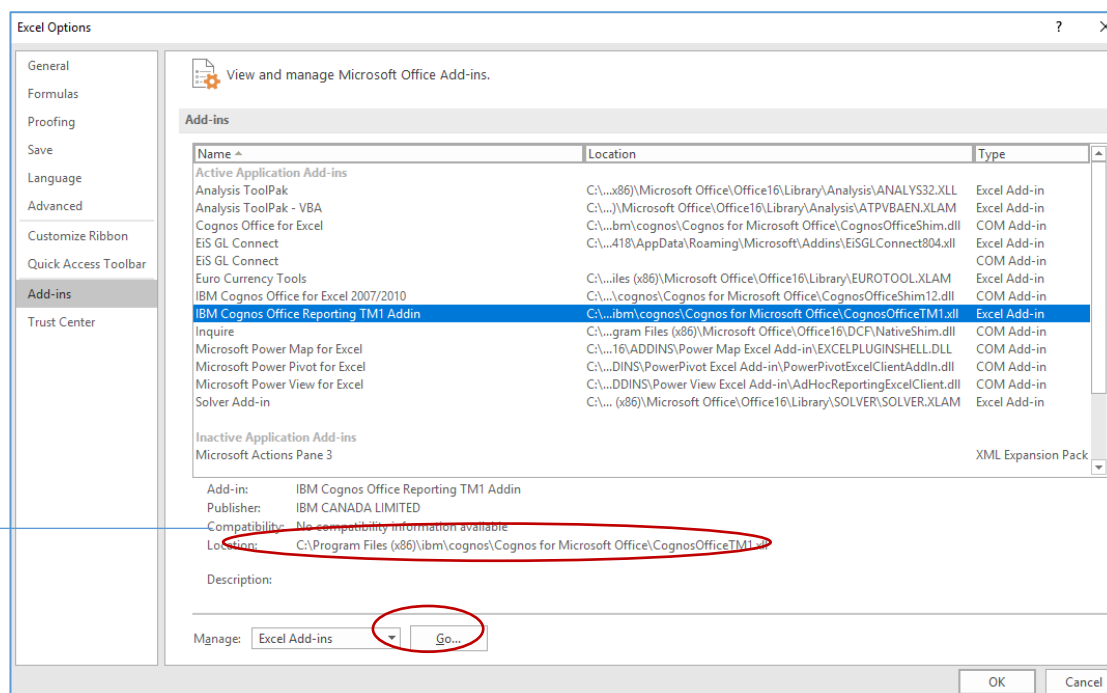 Excel Options ?
General
Formulas
Proofing
Save
Language
Advanced
Customize Ribbon
Quick Access Toolbar
Add-ins
Trust Center
View and manage Microsoft Office Add-ins.
Add-ins
Name Location Type
Active Application Add-ins
Analysis ToolPak C:\...x86)\Microsoft Office\Office16\Library\Analysis\ANALYS32.XLL Excel Add-in
Analysis ToolPak - VBA C:\...)\Microsoft Office\Office16\Library\Analysis\ATPVBAEN.XLAM Excel Add-in
Cognos Office for Excel C:\...bm\cognos\Cognos for Microsoft Office\CognosOfficeShim.dll COM Add-in
EiS GL Connect C:\...418\AppData\Roaming\Microsoft\Addins\EiSGLConnect804.xll Excel Add-in
EiS GL Connect COM Add-in
Euro Currency Tools C:\...iles (x86)\Microsoft Office\Office16\Library\EUROTOOL.XLAM Excel Add-in
IBM Cognos Office for Excel 2007/2010 C:\...\cognos\Cognos for Microsoft Office\CognosOfficeShim12.dll COM Add-in
IBM Cognos Office Reporting TM1 Addin C:\...ibm\cognos\Cognos for Microsoft Office\CognosOfficeTM1.xll Excel Add-in
Inquire C:\...gram Files (x86)\Microsoft Office\Office16\DCF\NativeShim.dll COM Add-in
Microsoft Power Map for Excel C:\...16\ADDINS\Power Map Excel Add-in\EXCELPLUGINSHELL.DLL COM Add-in
Microsoft Power Pivot for Excel C:\...DINS\PowerPivot Excel Add-in\PowerPivotExcelClientAddIn.dll COM Add-in
Microsoft Power View for Excel C:\...DDINS\Power View Excel Add-in\AdHocReportingExcelClient.dll COM Add-in
Solver Add-in C:\... (x86)\Microsoft Office\Office16\Library\SOLVER\SOLVER.XLAM Excel Add-in
Inactive Application Add-ins
Microsoft Actions Pane 3 XML Expansion Pack
Add-in: IBM Cognos Office Reporting TM1 Addin
Publisher: IBM CANADA LIMITED
Compatibility: No compatibility information available
Location: C:\Program Files (x86)\ibm\cognos\Cognos for Microsoft Office\CognosOfficeTM1.xll
Description:
Manage: Excel Add-ins Go...
OK Cancel